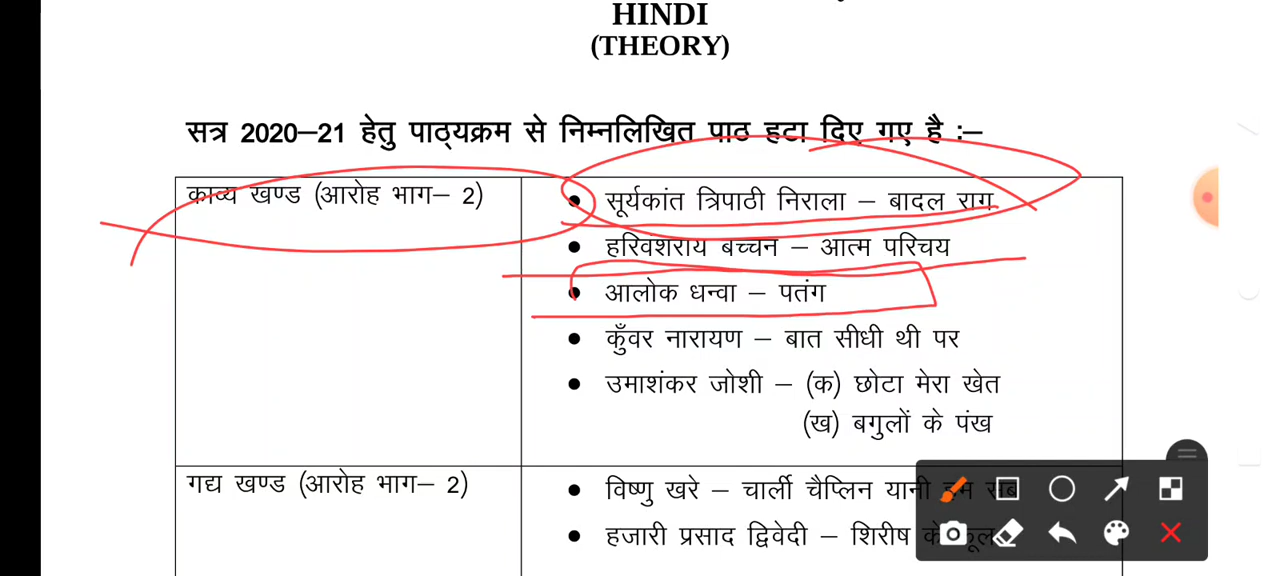 HINDI
(THEORY)
सत्र 2020–21 हेतु पाठ्यक्रम से निम्नलिखित पाठ हटा दिए गए है :–
काव्य खण्ड (आरोह भाग– 2)
• सूर्यकांत त्रिपाठी निराला – बादल राग
• हरिवंशराय बच्चन – आत्म परिचय
• आलोक धन्वा – पतंग
• कुँवर नारायण – बात सीधी थी पर
• उमाशंकर जोशी – (क) छोटा मेरा खेत
(ख) बगुलों के पंख
गद्य खण्ड (आरोह भाग– 2)
• विष्णु खरे – चार्ली चैप्लिन यानी हम सब
• हजारी प्रसाद द्विवेदी – शिरीष के फूल